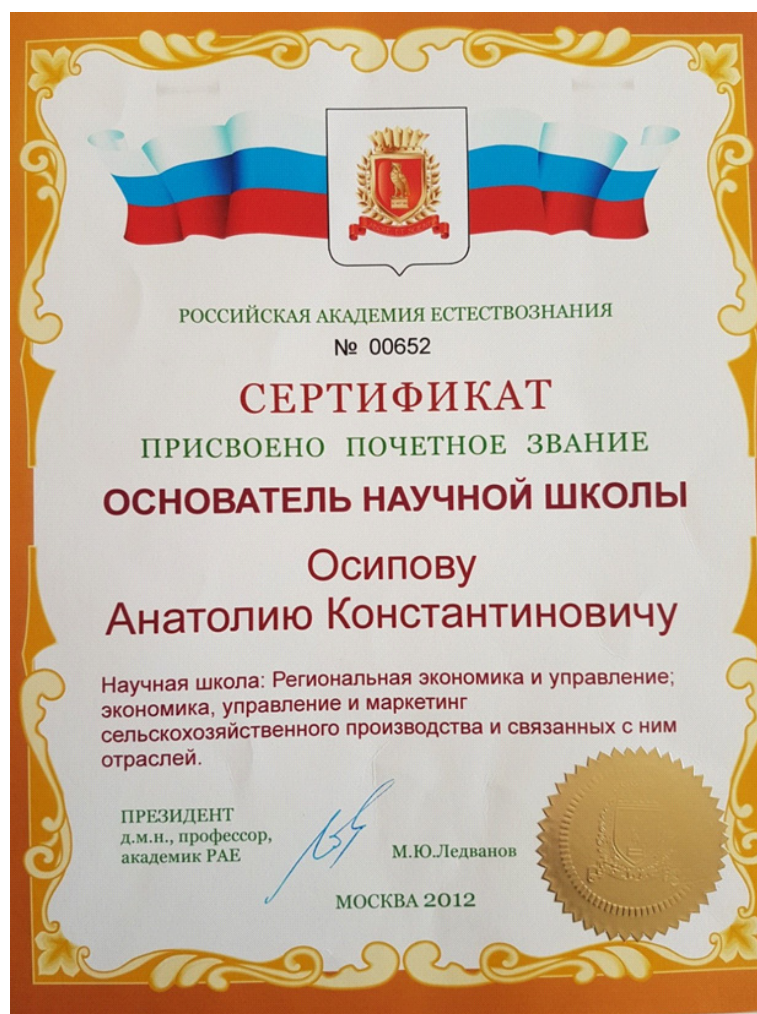 РОССИЙСКАЯ АКАДЕМИЯ ЕСТЕСТВОЗНАНИЯ
№ 00652
СЕРТИФИКАТ
ПРИСВОЕНО ПОЧЕТНОЕ ЗВАНИЕ
ОСНОВАТЕЛЬ НАУЧНОЙ ШКОЛЫ
Осипову
Анатолию Константиновичу
Научная школа: Региональная экономика и управление;
экономика, управление и маркетинг
сельскохозяйственного производства и связанных с ним
отраслей.
ПРЕЗИДЕНТ
д.м.н., профессор,
академик РАЕ
М.Ю.Ледванов
МОСКВА 2012